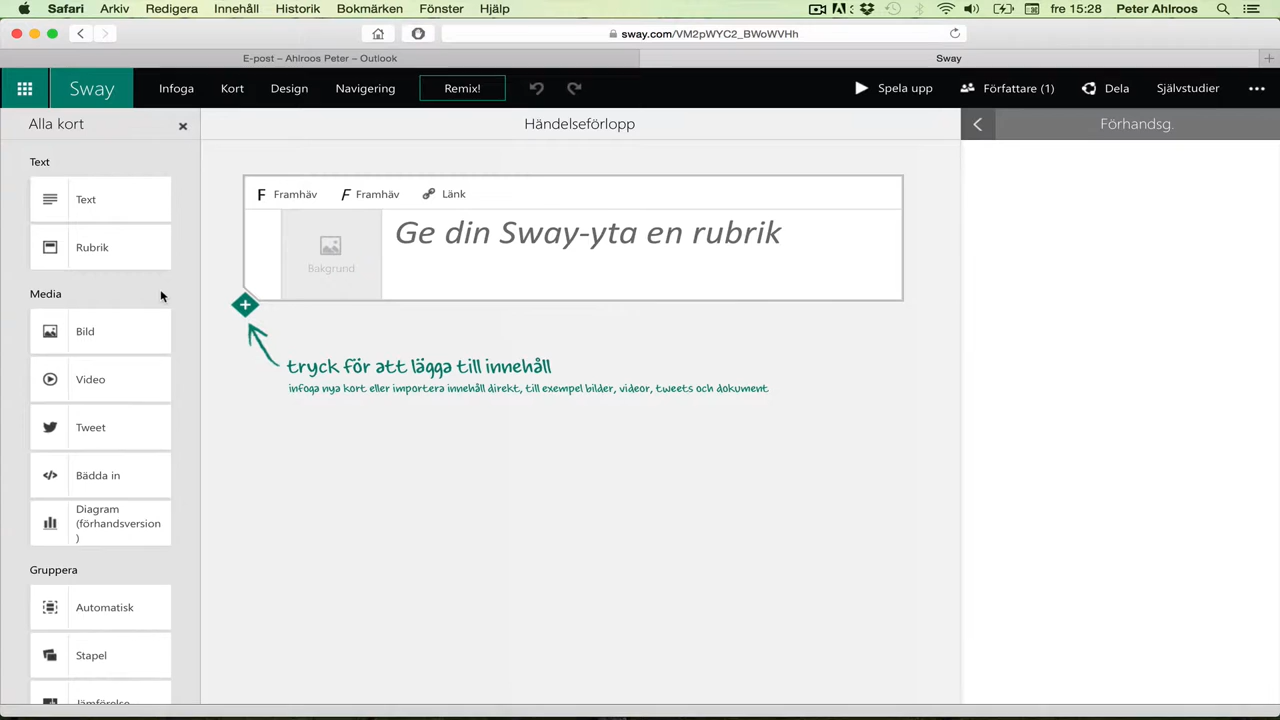 Safari Arkiv Redigera Innehåll Historik Bokmärken Fönster Hjälp fre 15:28 Peter Ahlroos
sway.com/VM2pWYC2_BWoWVHh
E-post – Ahlroos Peter – Outlook Sway
Sway Infoga Kort Design Navigering Remix! Spela upp Författare (1) Dela Självstudier
Alla kort Händelseförlopp Förhandsg.
Text
F Framhäv F Framhäv Länk
Text
Ge din Sway-yta en rubrik
Rubrik
Bakgrund
Media
Bild
tryck för att lägga till innehåll
Video
infoga nya kort eller importera innehåll direkt, till exempel bilder, videor, tweets och dokument
Tweet
Bädda in
Diagram
(förhandsversion
)
Gruppera
Automatisk
Stapel
Jämförelse